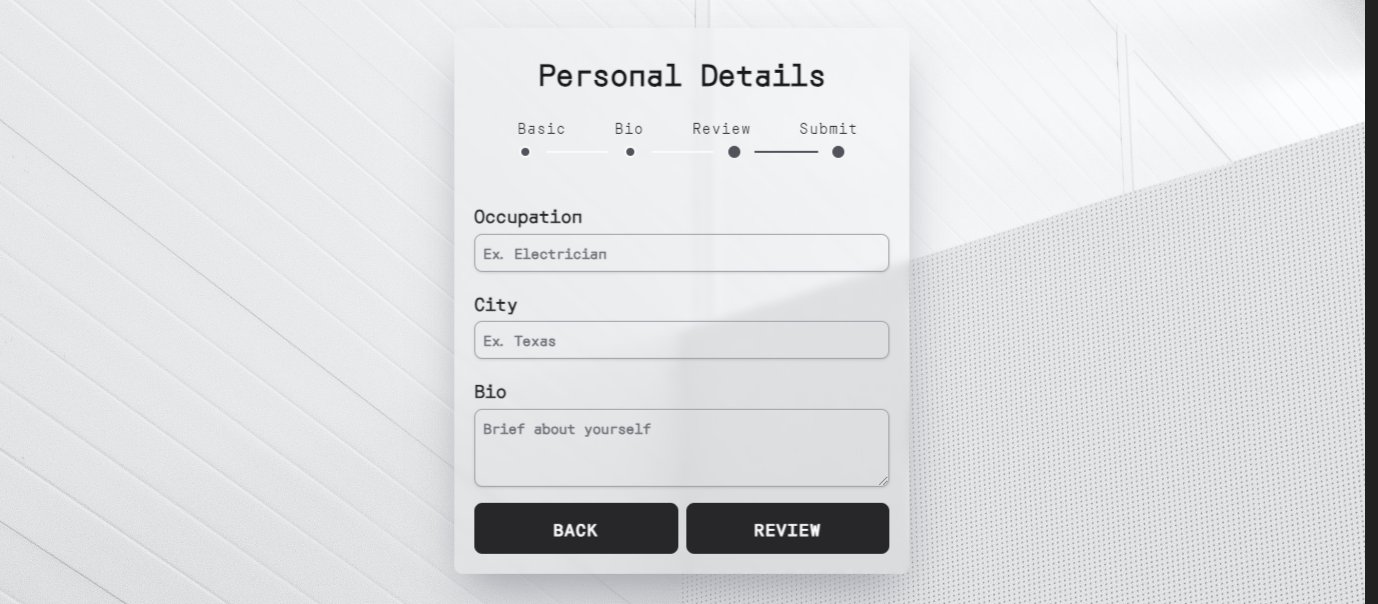 Personal Details
Basic Bio Review Submit
Occupation
Ex. Electrician
City
Ex. Texas
Bio
Brief about yourself
BACK REVIEW